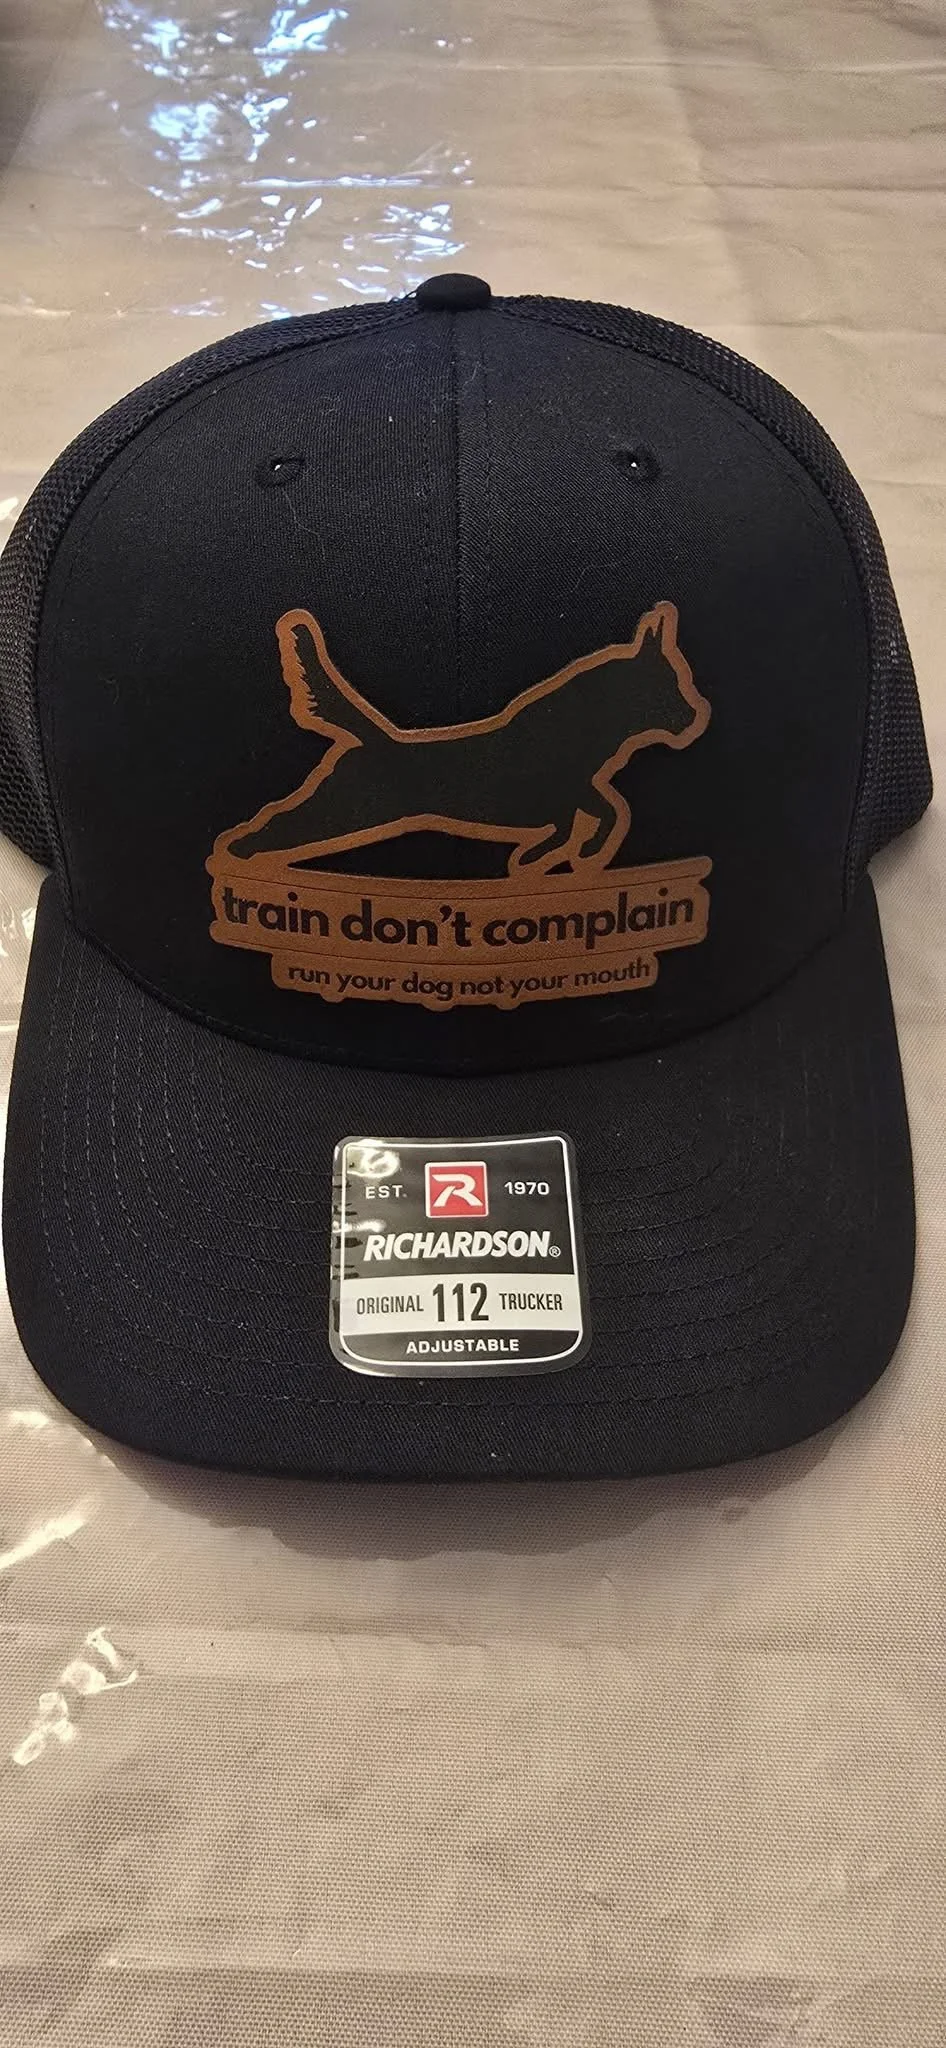 train don't complain
run your dog not your mouth
EST. R 1970
RICHARDSON®
ORIGINAL 112 TRUCKER
ADJUSTABLE